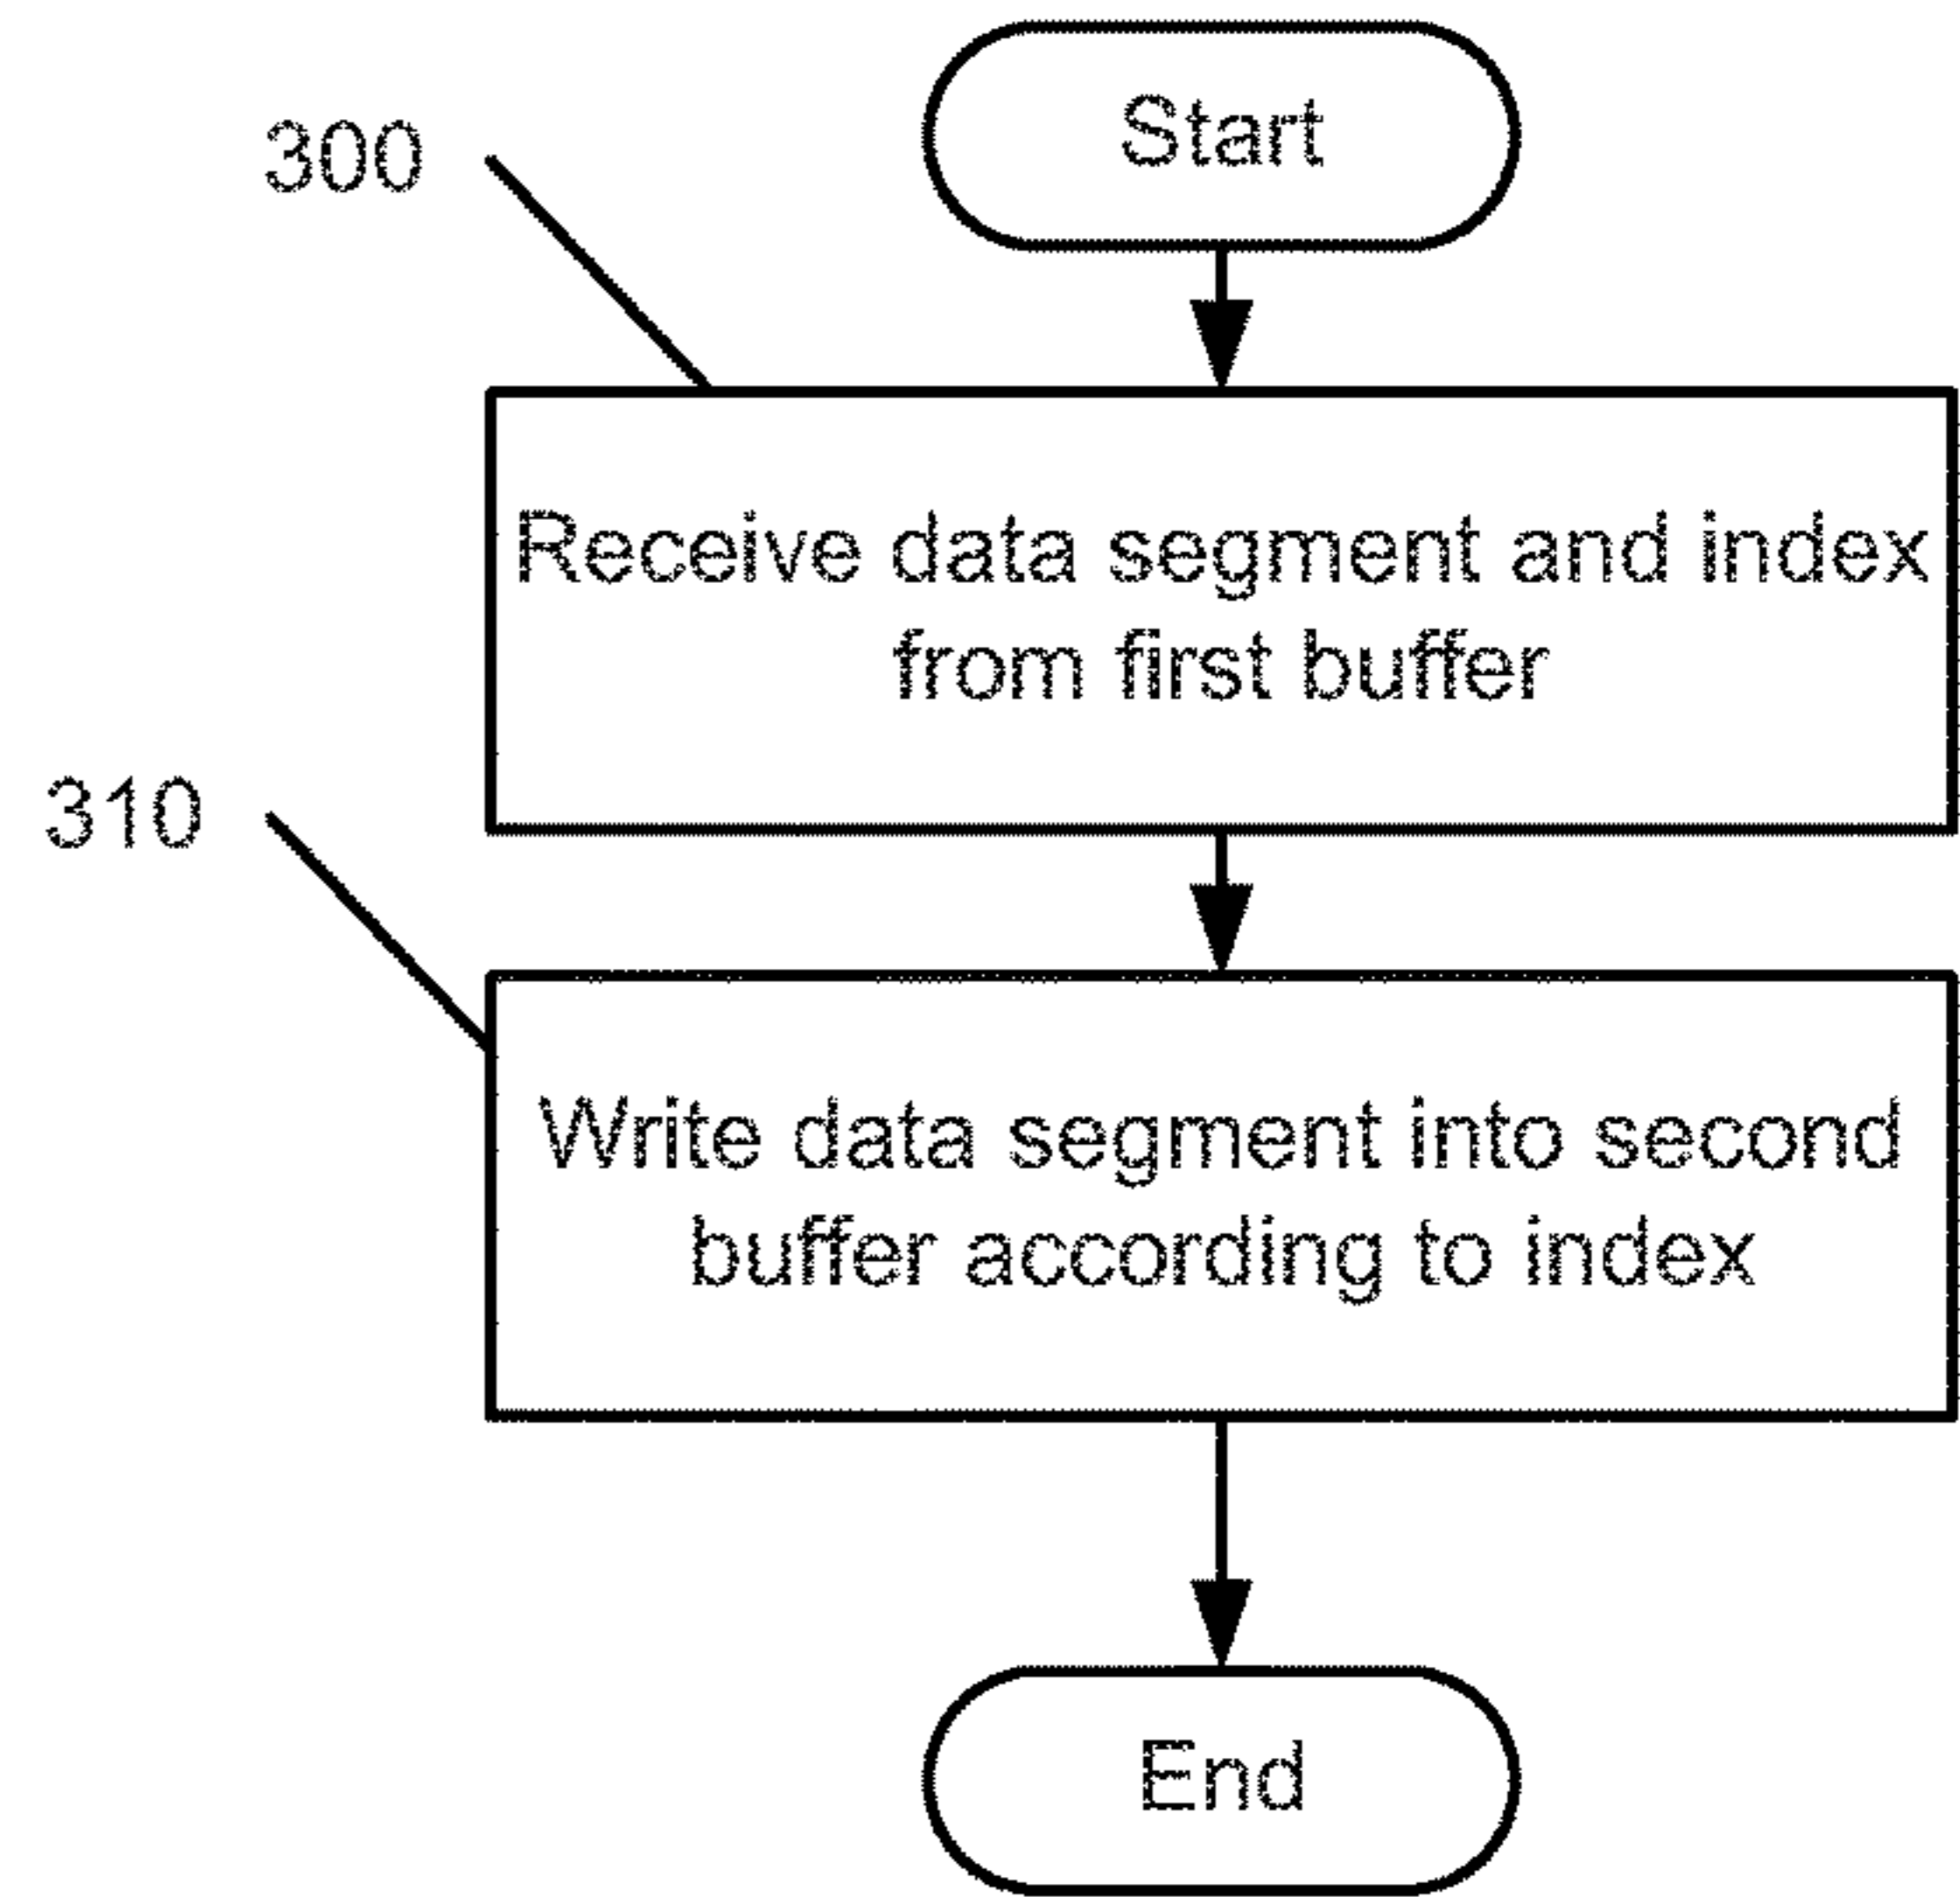 Start
300
Receive data segment and index
from first buffer
310
Write data segment into second
buffer according to index
End